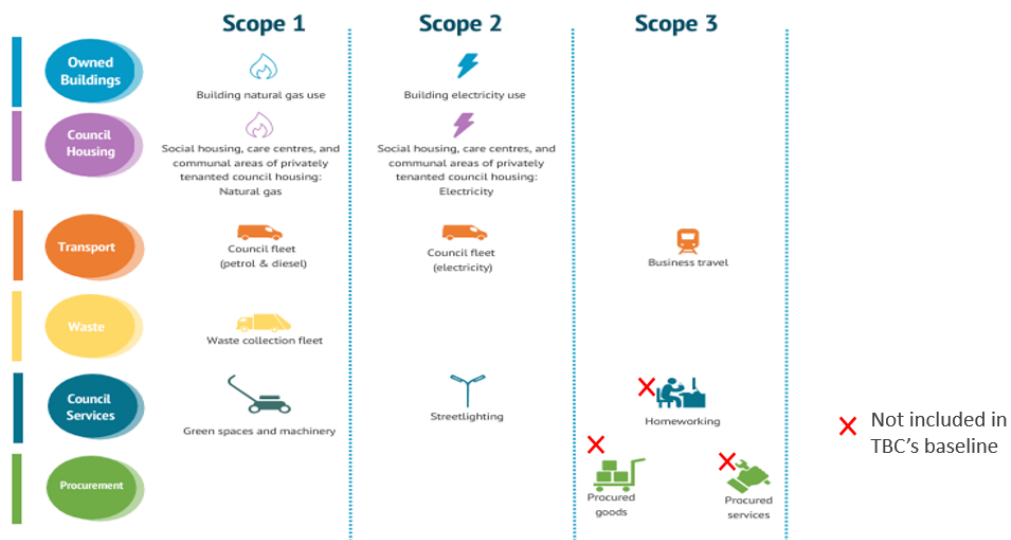 Scope 1
Scope 2
Scope 3
Owned
Buildings
Building natural gas use
Building electricity use
Council
Housing
Social housing, care centres, and
communal areas of privately
tenanted council housing:
Natural gas
Social housing, care centres, and
communal areas of privately
tenanted council housing:
Electricity
Transport
Council fleet
(petrol & diesel)
Council fleet
(electricity)
Business travel
Waste
Waste collection fleet
Council
Services
Green spaces and machinery
Streetlighting
Homeworking
Not included in
TBC's baseline
Procurement
Procured
goods
Procured
services